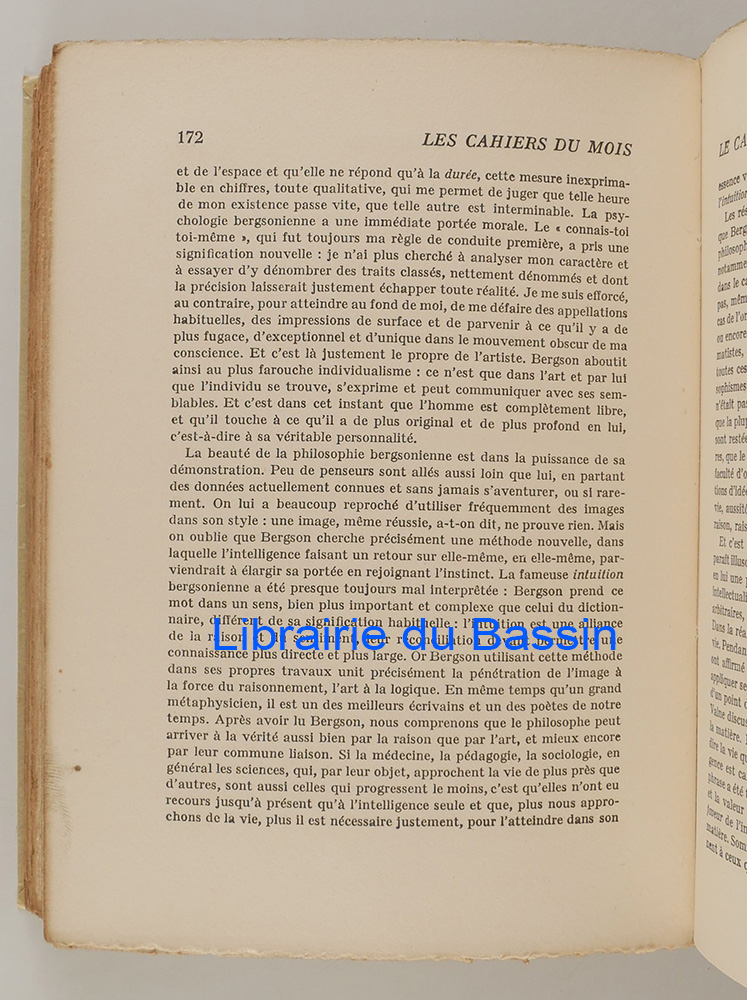 172
LES CAHIERS DU MOIS
et de l'espace et qu'elle ne répond qu'à la durée, cette mesure inexprima-
ble en chiffres, toute qualitative, qui me permet de juger que telle heure
de mon existence passe vite, que telle autre est interminable. La psy-
chologie bergsonienne a une immédiate portée morale. Le « connais-toi
toi-même », qui fut toujours ma règle de conduite première, a pris une
signification nouvelle : je n'ai plus cherché à analyser mon caractère et
à essayer d'y dénombrer des traits classés, nettement dénommés et dont
la précision laisserait justement échapper toute réalité. Je me suis efforcé,
au contraire, pour atteindre au fond de moi, de me défaire des appellations
habituelles, des impressions de surface et de parvenir à ce qu'il y a de
plus fugace, d'exceptionnel et d'unique dans le mouvement obscur de ma
conscience. Et c'est là justement le propre de l'artiste. Bergson aboutit
ainsi au plus farouche individualisme : ce n'est que dans l'art et par lui
que l'individu se trouve, s'exprime et peut communiquer avec ses sem-
blables. Et c'est dans cet instant que l'homme est complètement libre,
et qu'il touche à ce qu'il a de plus original et de plus profond en lui,
c'est-à-dire à sa véritable personnalité.
La beauté de la philosophie bergsonienne est dans la puissance de sa
démonstration. Peu de penseurs sont allés aussi loin que lui, en partant
des données actuellement connues et sans jamais s'aventurer, ou si rare-
ment. On lui a beaucoup reproché d'utiliser fréquemment des images
dans son style : une image, même réussie, a-t-on dit, ne prouve rien. Mais
on oublie que Bergson cherche précisément une méthode nouvelle, dans
laquelle l'intelligence faisant un retour sur elle-même, en elle-même, par-
viendrait à élargir sa portée en rejoignant l'instinct. La fameuse intuition
bergsonienne a été presque toujours mal interprétée : Bergson prend ce
mot dans un sens, bien plus important et complexe que celui du diction-
naire, différent de sa signification habituelle : l'intuition est une alliance
de la raison et du sentiment, leur réconciliation devant permettre une
connaissance plus directe et plus large. Or Bergson utilisant cette méthode
dans ses propres travaux unit précisément la pénétration de l'image à
la force du raisonnement, l'art à la logique. En même temps qu'un grand
métaphysicien, il est un des meilleurs écrivains et un des poètes de notre
temps. Après avoir lu Bergson, nous comprenons que le philosophe peut
arriver à la vérité aussi bien par la raison que par l'art, et mieux encore
par leur commune liaison. Si la médecine, la pédagogie, la sociologie, en
général les sciences, qui, par leur objet, approchent la vie de plus près que
d'autres, sont aussi celles qui progressent le moins, c'est qu'elles n'ont eu
recours jusqu'à présent qu'à l'intelligence seule et que, plus nous appro-
chons de la vie, plus il est nécessaire justement, pour l'atteindre dans son
Librairie du Bassin